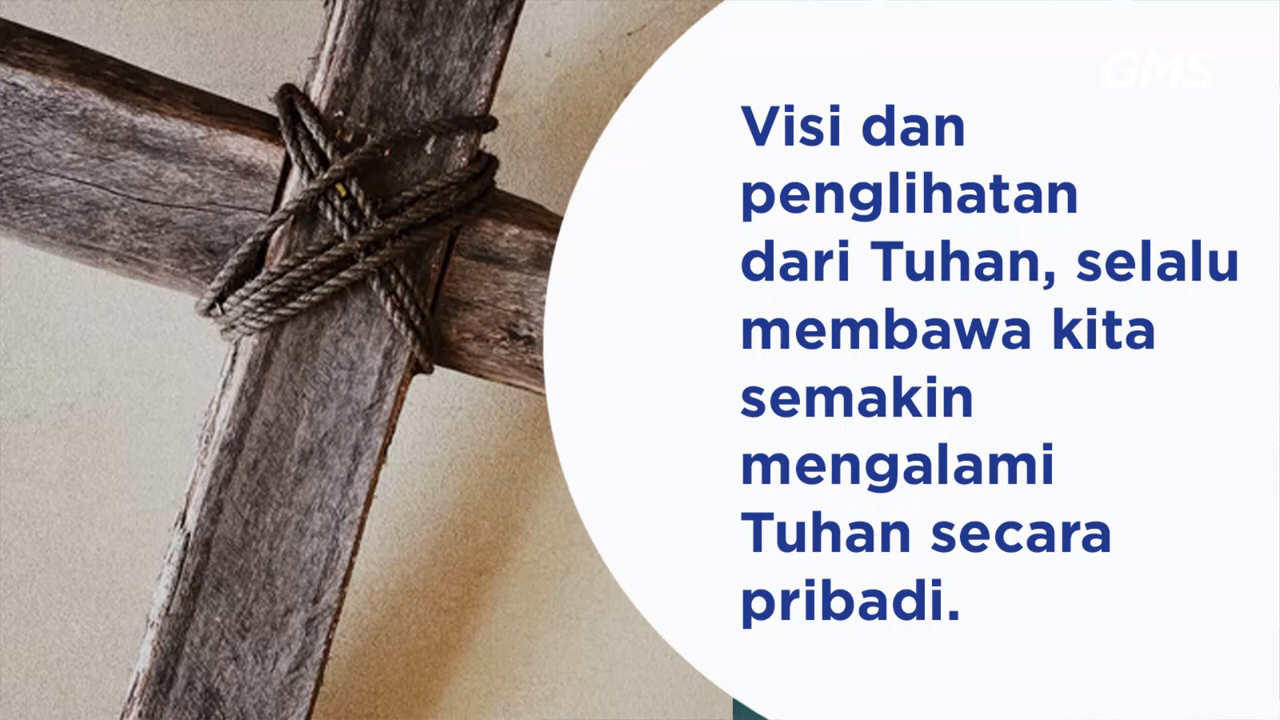 GMS
Visi dan
penglihatan
dari Tuhan, selalu
membawa kita
semakin
mengalami
Tuhan secara
pribadi.